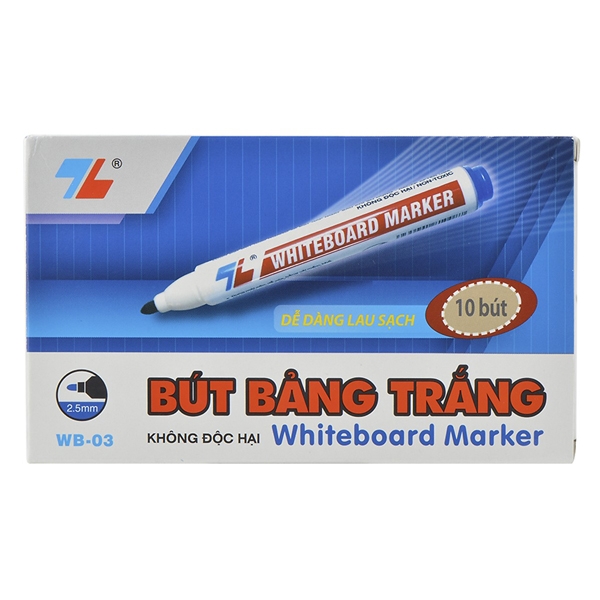 TL®
KHÔNG ĐỘC HẠI / NON-TOXIC
TL® WHITEBOARD MARKER
DỄ DÀNG LAU SẠCH
10 bút
2.5mm
BÚT BẢNG TRẮNG
WB-03
KHÔNG ĐỘC HẠI Whiteboard Marker